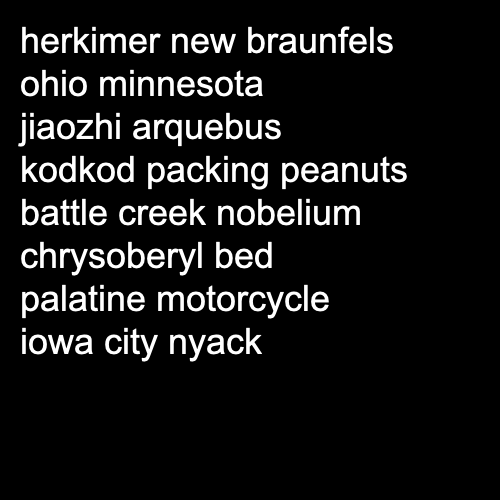 herkimer new braunfels
ohio minnesota
jiaozhi arquebus
kodkod packing peanuts
battle creek nobelium
chrysoberyl bed
palatine motorcycle
iowa city nyack